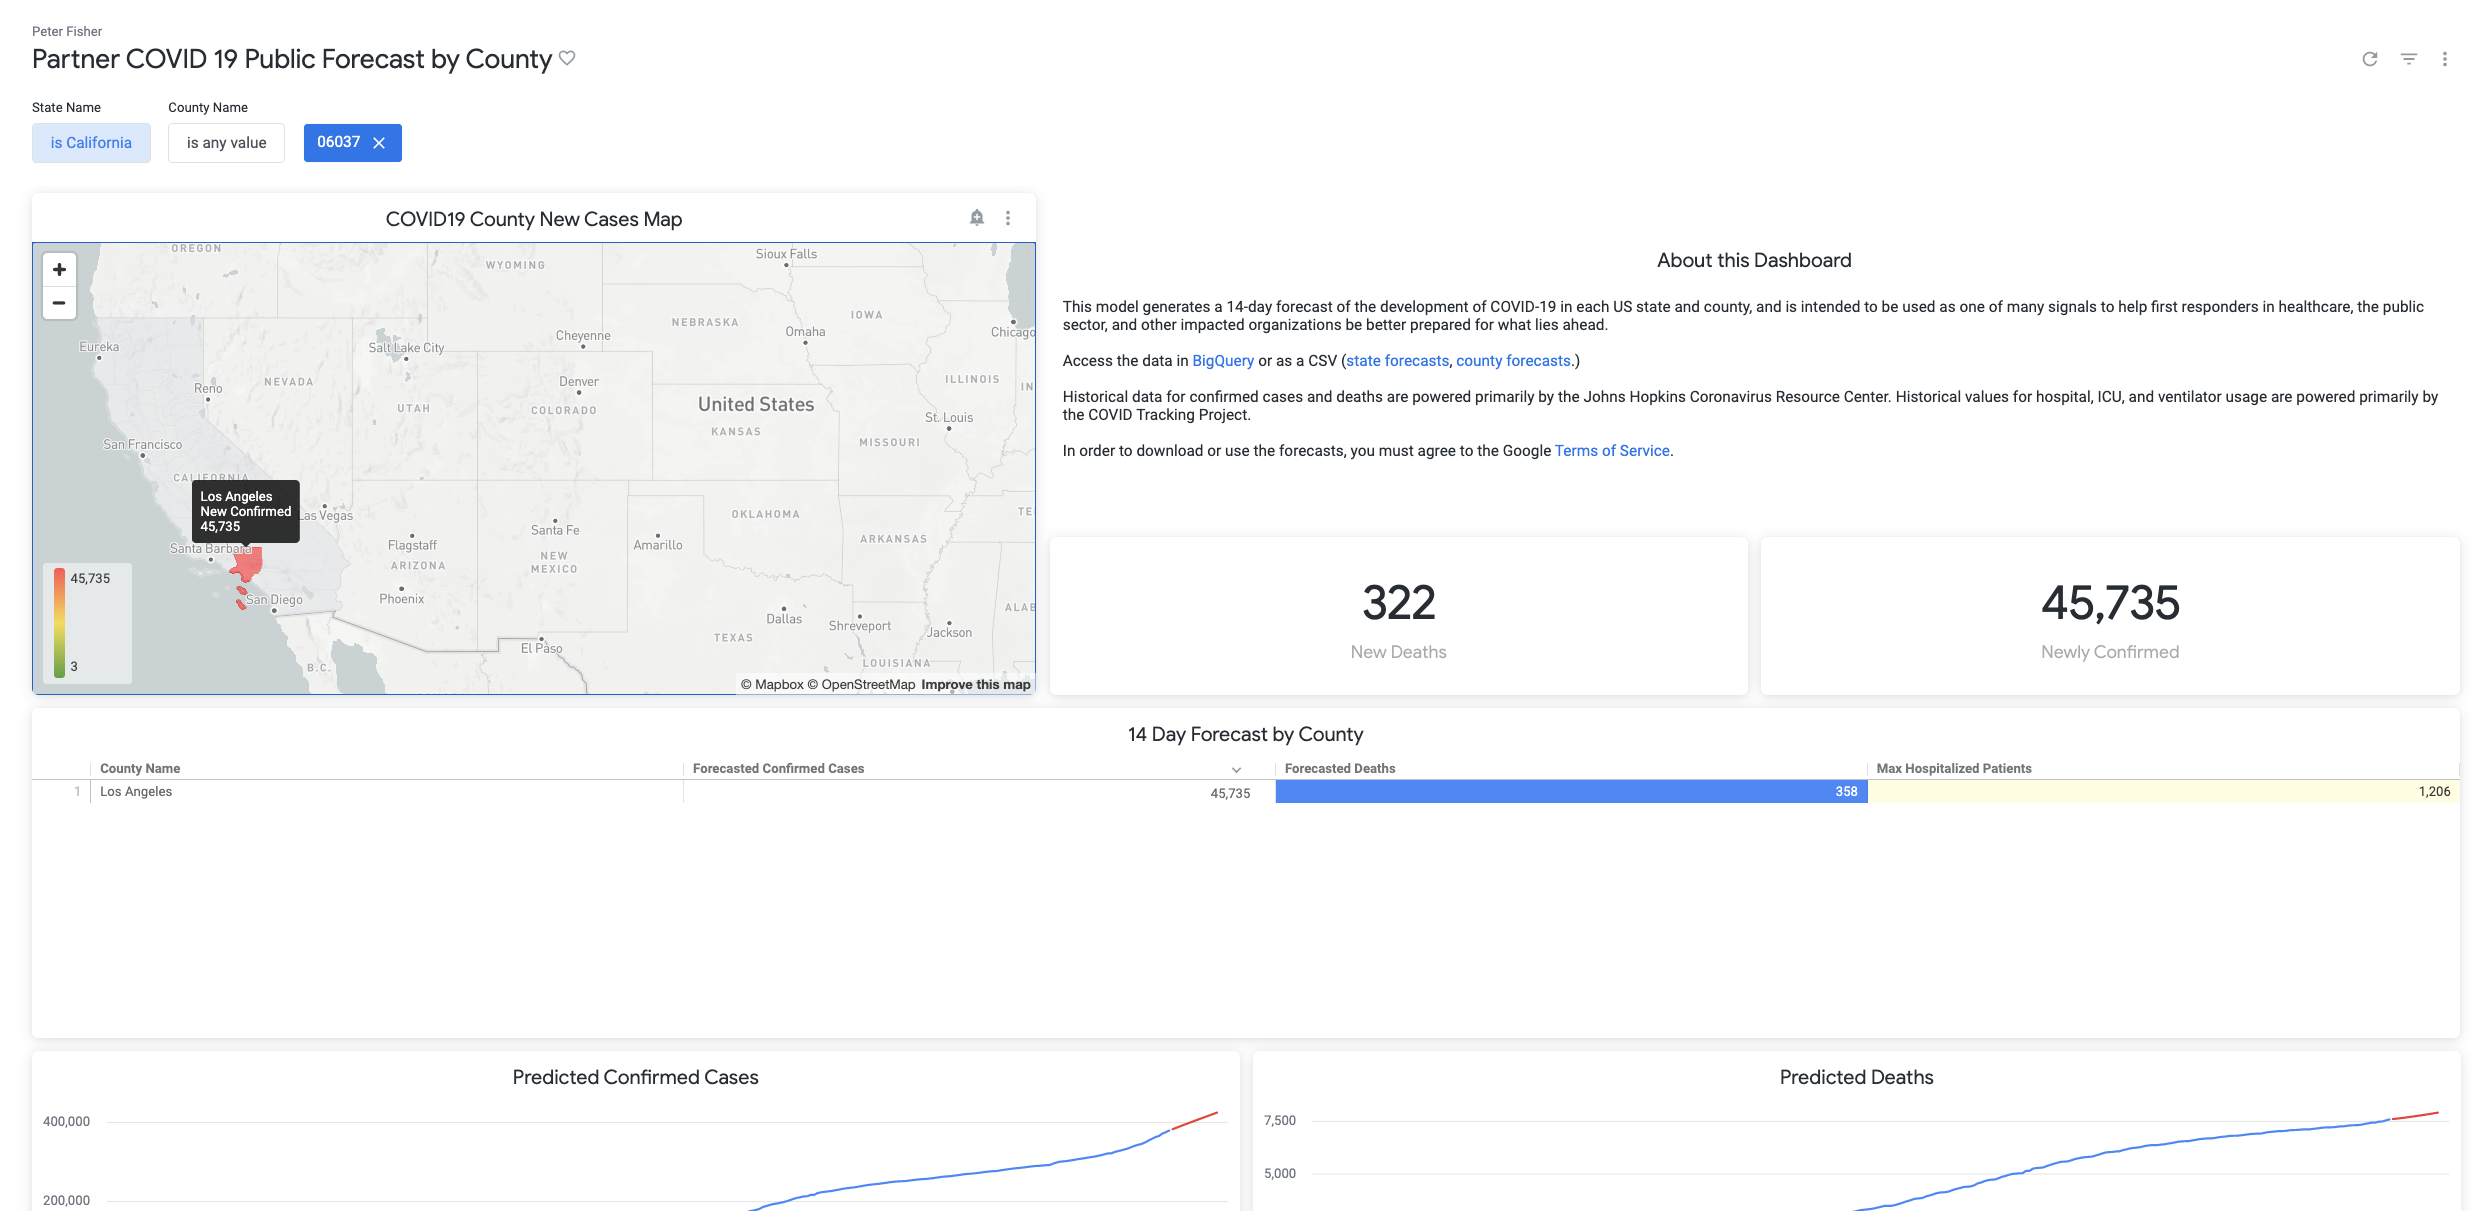 Peter Fisher
Partner COVID 19 Public Forecast by County
State Name
County Name
is California
is any value
06037
COVID19 County New Cases Map
+
−
OREGON
WYOMING
Sioux Falls
IOWA
NEBRASKA
Cheyenne
Omaha
Chicago
Eureka
Salt Lake City
Reno
NEVADA
Denver
ILLINOIS
IN
UTAH
COLORADO
United States
St. Louis
KANSAS
San Francisco
MISSOURI
CALIFORNIA
Los Angeles
New Confirmed
45,735
Las Vegas
OKLAHOMA
TE
Santa Fe
Santa Barbara
Flagstaff
Amarillo
ARKANSAS
NEW
MEXICO
ARIZONA
45,735
San Diego
Phoenix
ALAB
Dallas
Shreveport
Jackson
TEXAS
El Paso
LOUISIANA
3
B.C.
© Mapbox © OpenStreetMap Improve this map
About this Dashboard
This model generates a 14-day forecast of the development of COVID-19 in each US state and county, and is intended to be used as one of many signals to help first responders in healthcare, the public
sector, and other impacted organizations be better prepared for what lies ahead.
Access the data in BigQuery or as a CSV (state forecasts, county forecasts.)
Historical data for confirmed cases and deaths are powered primarily by the Johns Hopkins Coronavirus Resource Center. Historical values for hospital, ICU, and ventilator usage are powered primarily by
the COVID Tracking Project.
In order to download or use the forecasts, you must agree to the Google Terms of Service.
322
New Deaths
45,735
Newly Confirmed
14 Day Forecast by County
County Name
Forecasted Confirmed Cases
Forecasted Deaths
Max Hospitalized Patients
1
Los Angeles
45,735
358
1,206
Predicted Confirmed Cases
400,000
200,000
Predicted Deaths
7,500
5,000